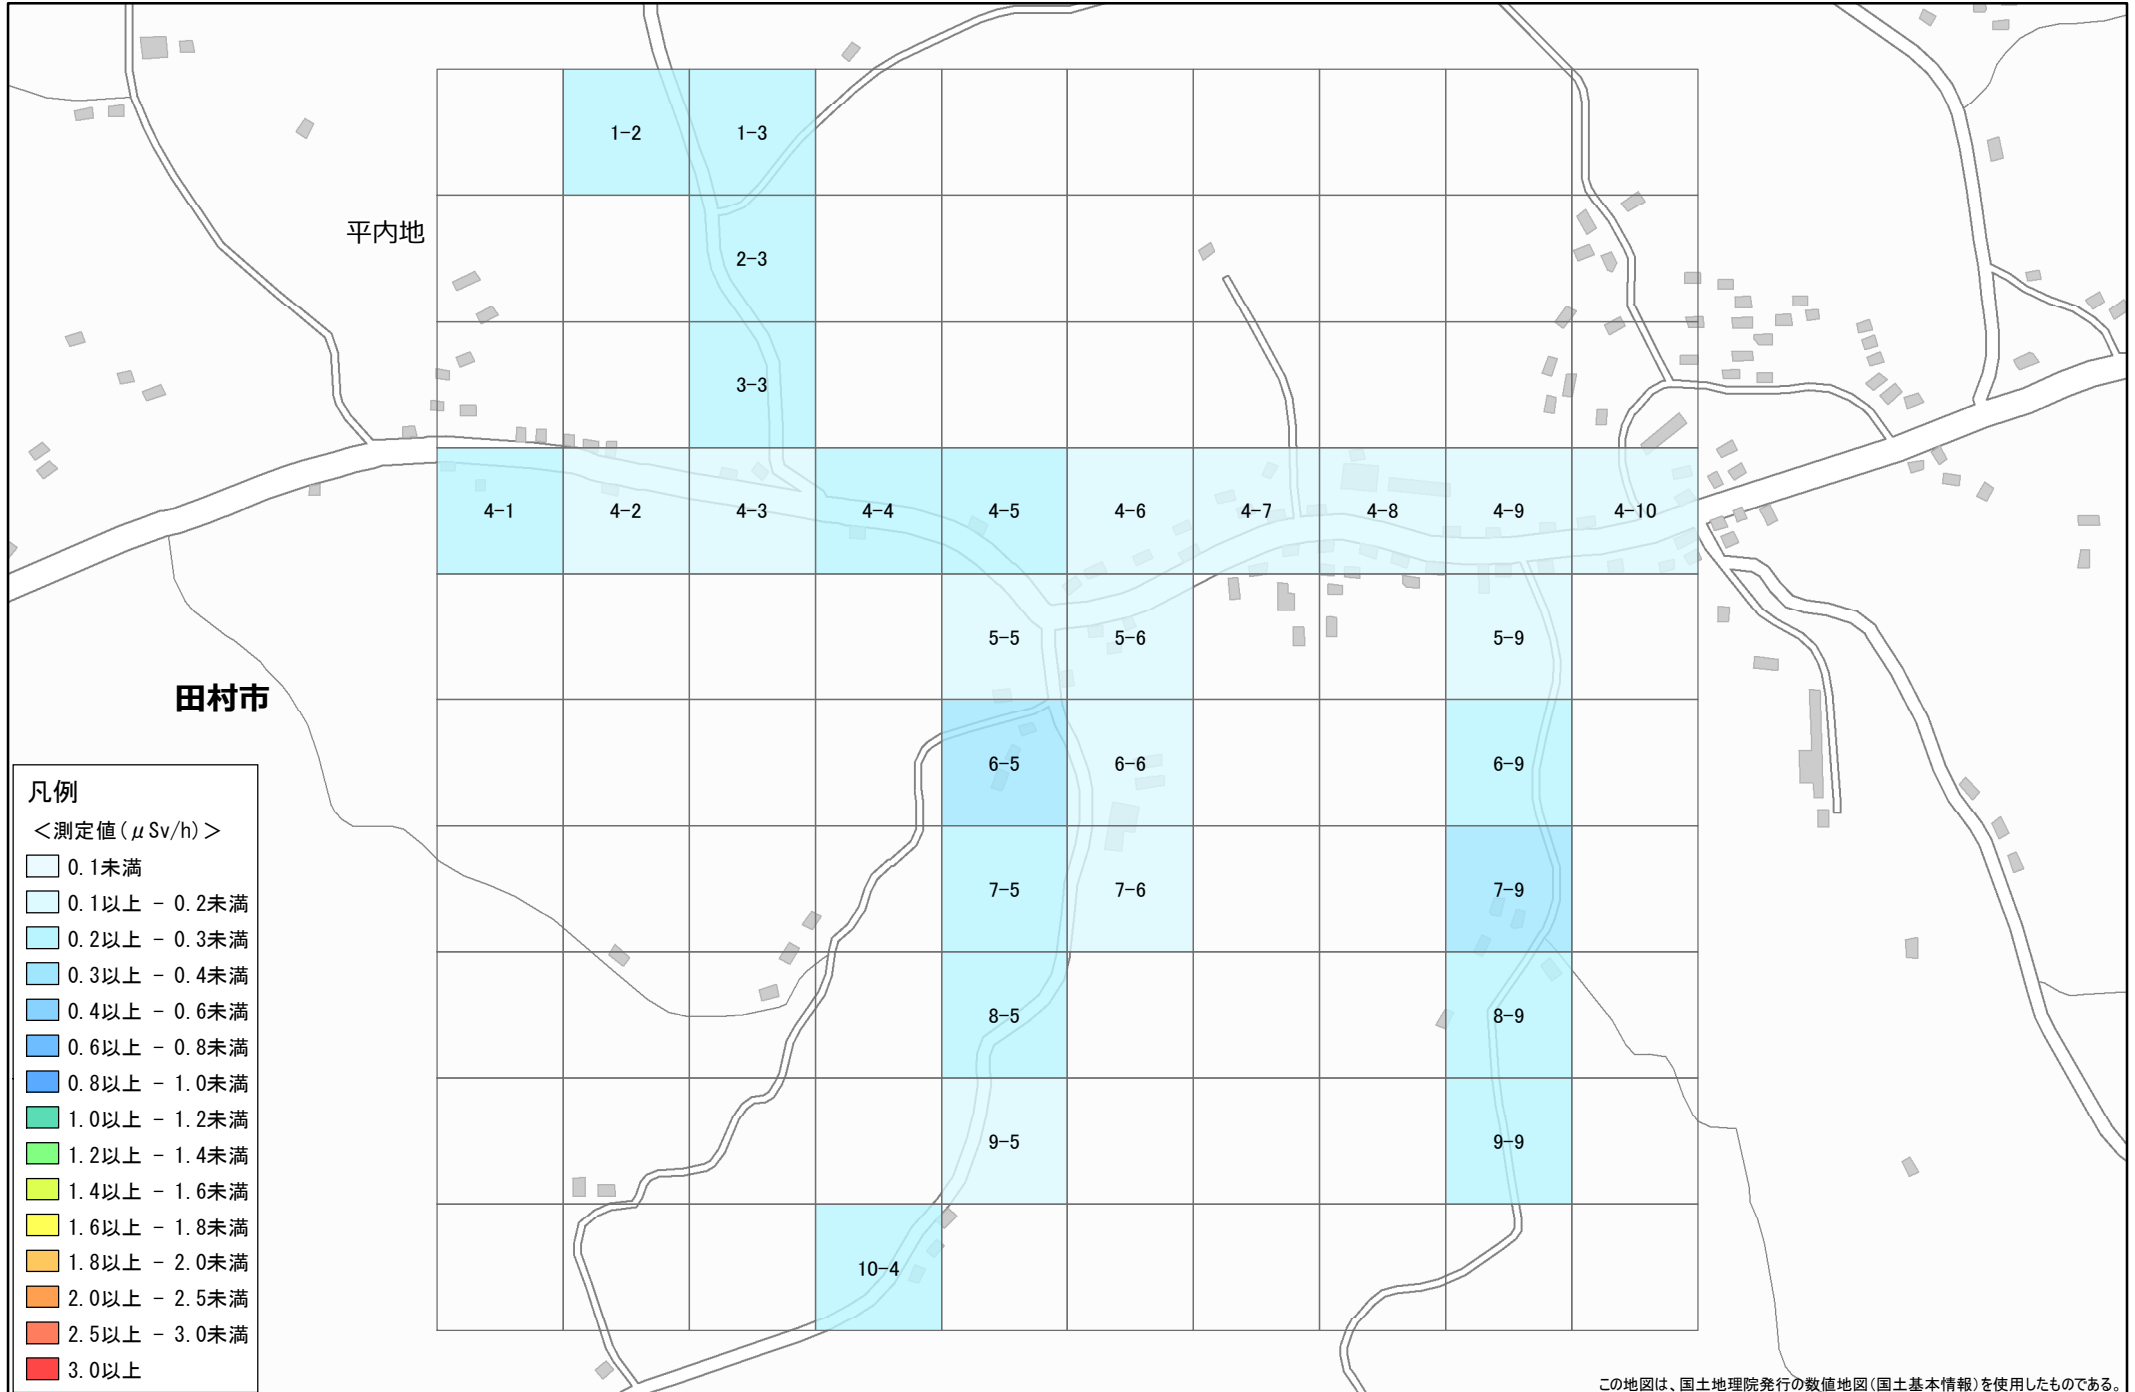 1-2
1-3
平内地
2-3
3-3
4-1
4-2
4-3
4-4
4-5
4-6
4-7
4-8
4-9
4-10
5-5
5-6
5-9
田村市
6-5
6-6
6-9
7-5
7-6
7-9
8-5
8-9
9-5
9-9
10-4
凡例
＜測定値(μSv/h)＞
0.1未満
0.1以上 - 0.2未満
0.2以上 - 0.3未満
0.3以上 - 0.4未満
0.4以上 - 0.6未満
0.6以上 - 0.8未満
0.8以上 - 1.0未満
1.0以上 - 1.2未満
1.2以上 - 1.4未満
1.4以上 - 1.6未満
1.6以上 - 1.8未満
1.8以上 - 2.0未満
2.0以上 - 2.5未満
2.5以上 - 3.0未満
3.0以上
この地図は、国土地理院発行の数値地図(国土基本情報)を使用したものである。